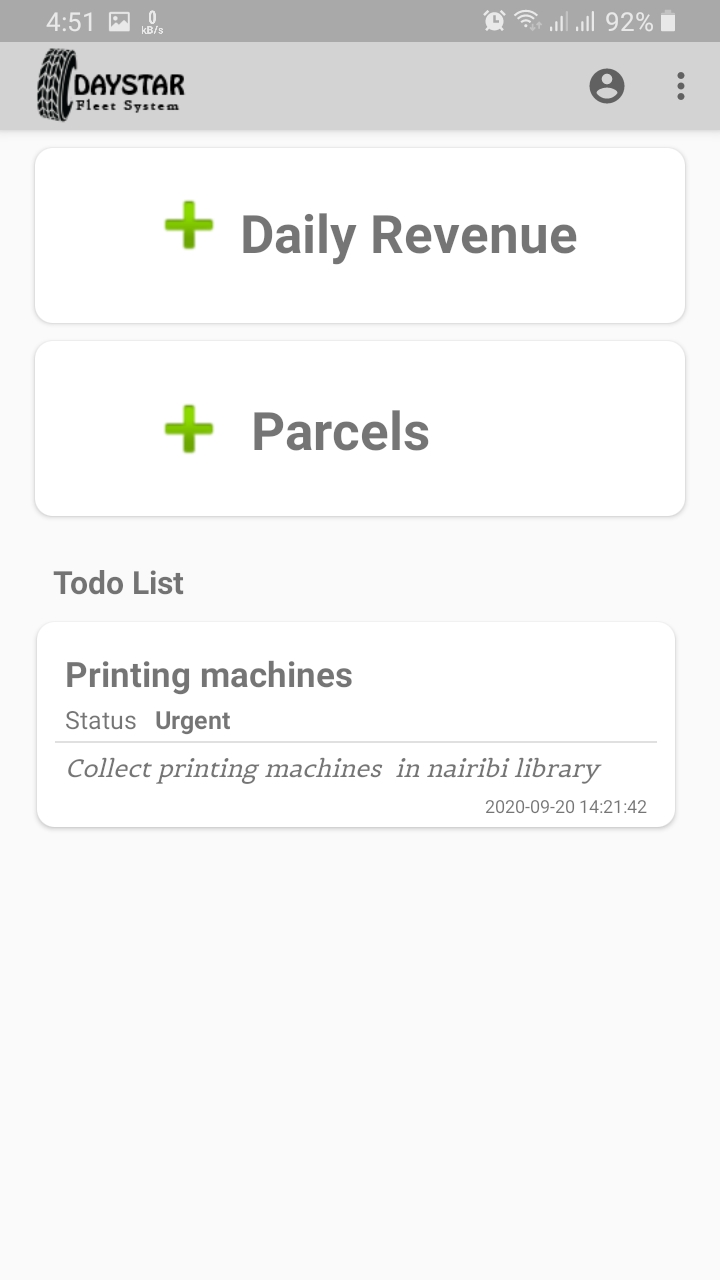 4:51 0 kB/s 92%
DAYSTAR
Fleet System
Daily Revenue
Parcels
Todo List
Printing machines
Status Urgent
Collect printing machines in nairibi library
2020-09-20 14:21:42